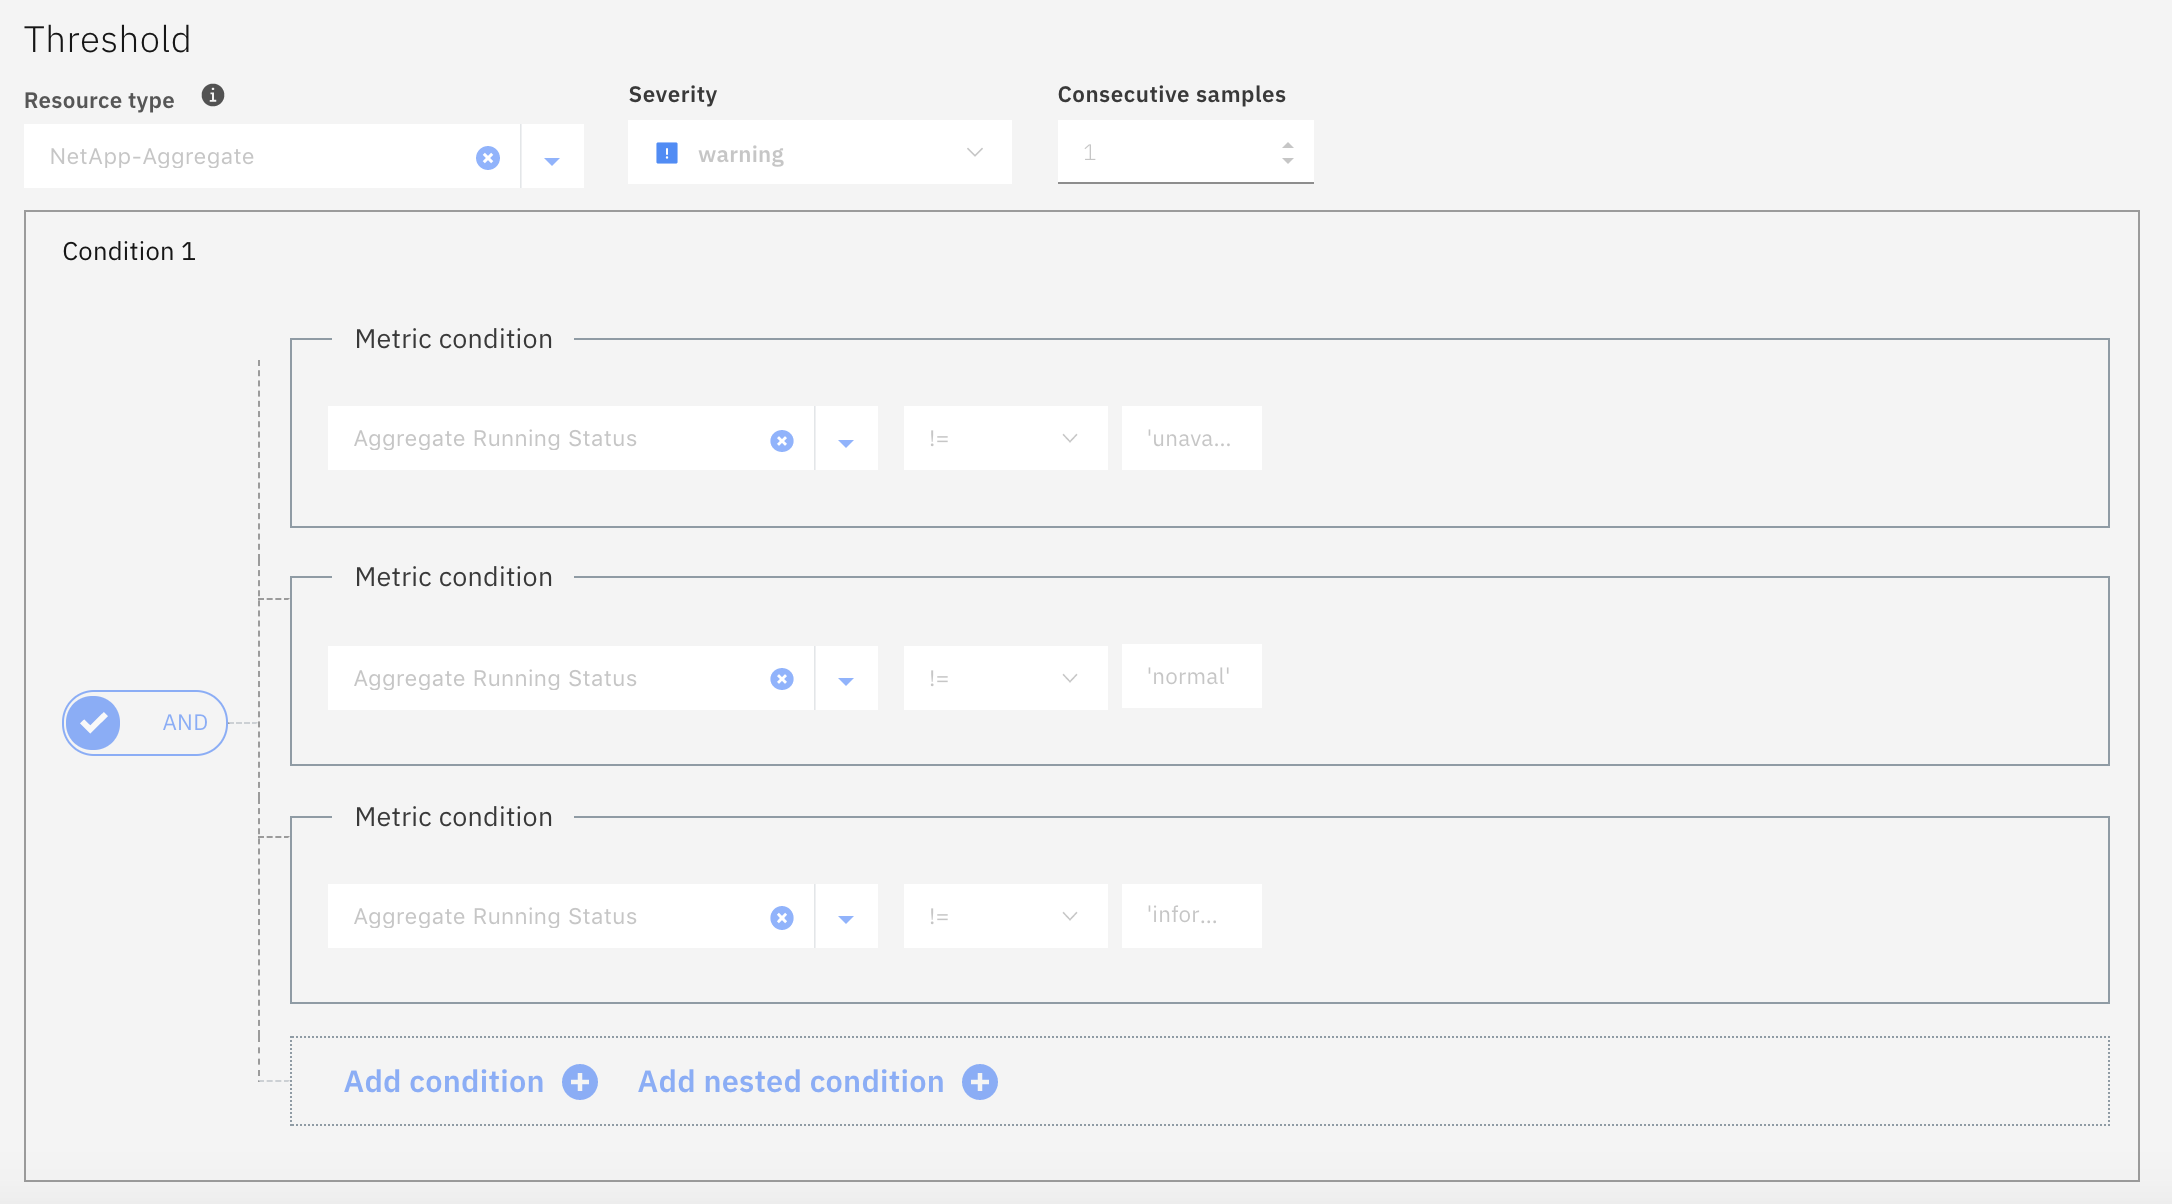 Threshold
Resource type
Severity
Consecutive samples
NetApp-Aggregate
warning
1
Condition 1
Metric condition
Aggregate Running Status != 'unava...
Metric condition
Aggregate Running Status != 'normal'
AND
Metric condition
Aggregate Running Status != 'infor...
Add condition Add nested condition